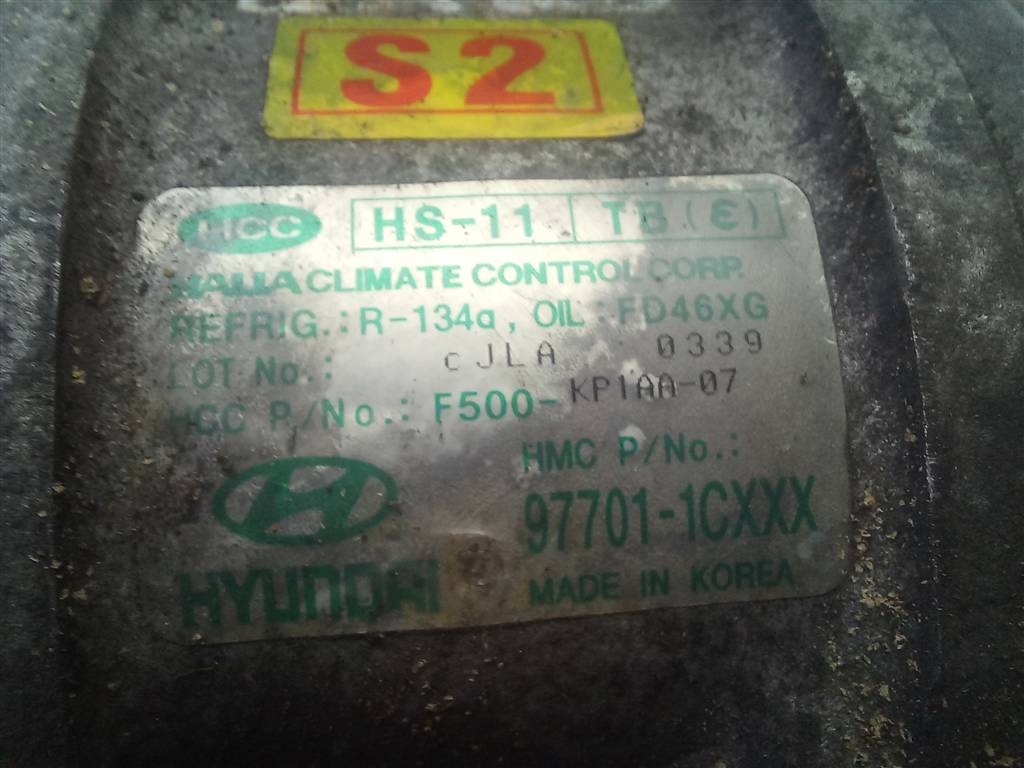 S2
HCC HS-11 TB(ε)
HALLA CLIMATE CONTROL CORP.
REFRIG.: R-134a, OIL: FD46XG
LOT No.: cJLA 0339
HCC P/No.: F500-KP1AA-07
HMC P/No.:
97701-1CXXX
HYUNDAI
MADE IN KOREA